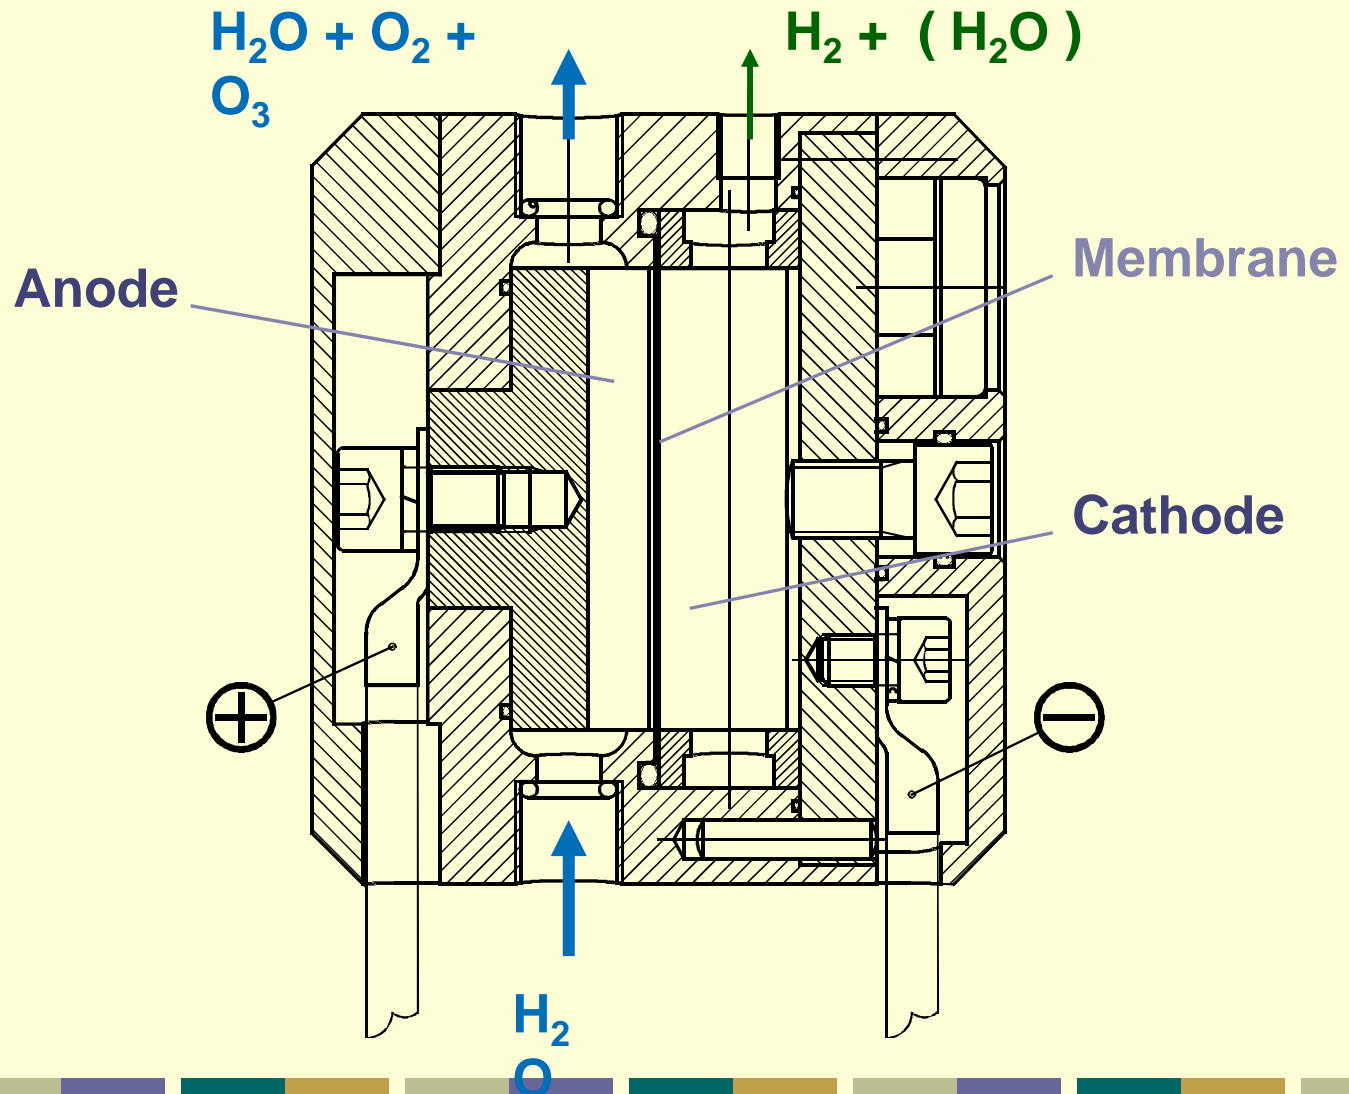 H₂O + O₂ +
O₃
H₂ + ( H₂O )
Membrane
Anode
Cathode
+
−
H₂
O